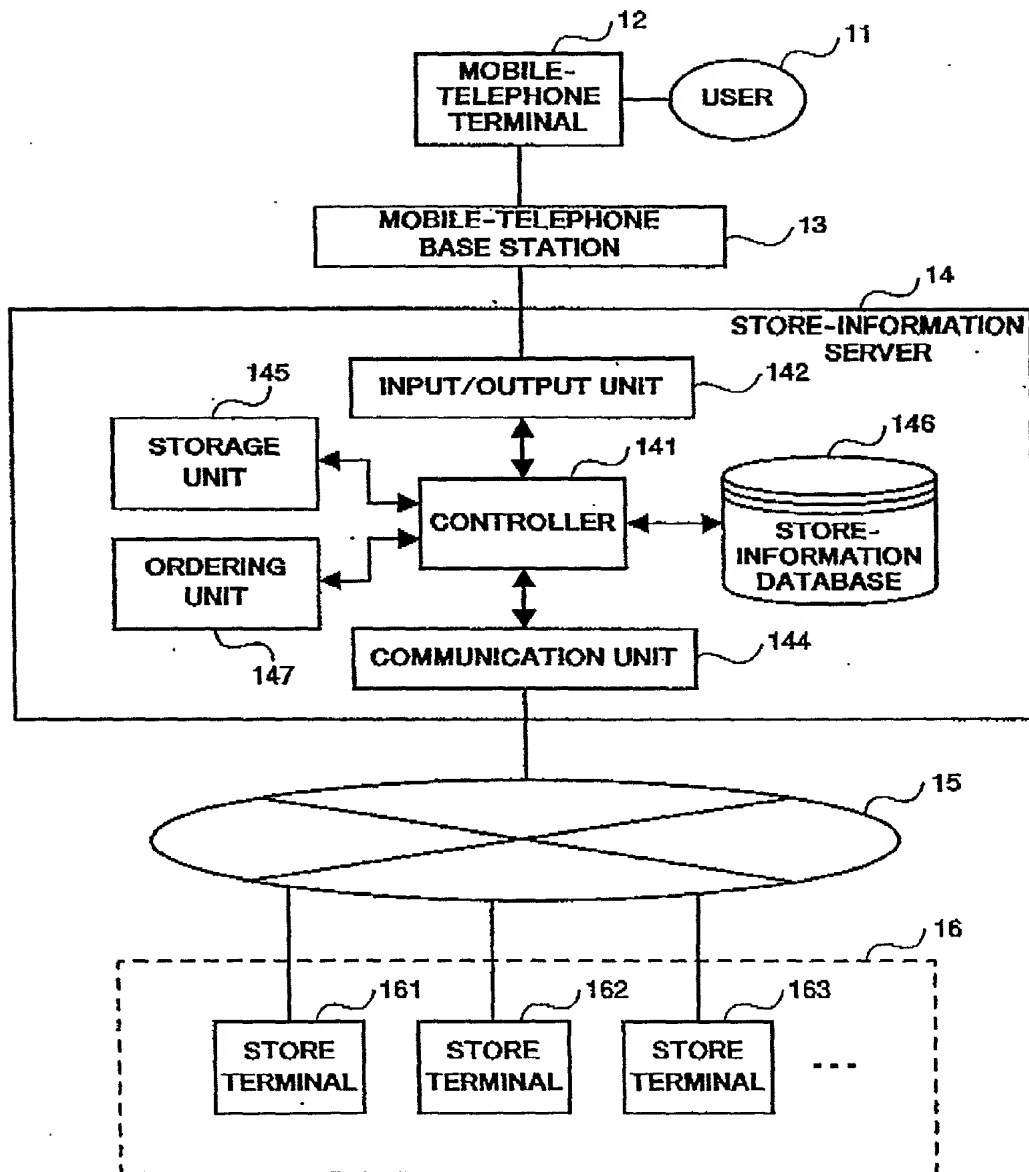 12
11
MOBILE-
TELEPHONE
TERMINAL
USER
MOBILE-TELEPHONE
BASE STATION
13
14
STORE-INFORMATION
SERVER
INPUT/OUTPUT UNIT
142
145
STORAGE
UNIT
141
CONTROLLER
146
STORE-
INFORMATION
DATABASE
ORDERING
UNIT
147
COMMUNICATION UNIT
144
15
16
161
STORE
TERMINAL
162
STORE
TERMINAL
163
STORE
TERMINAL